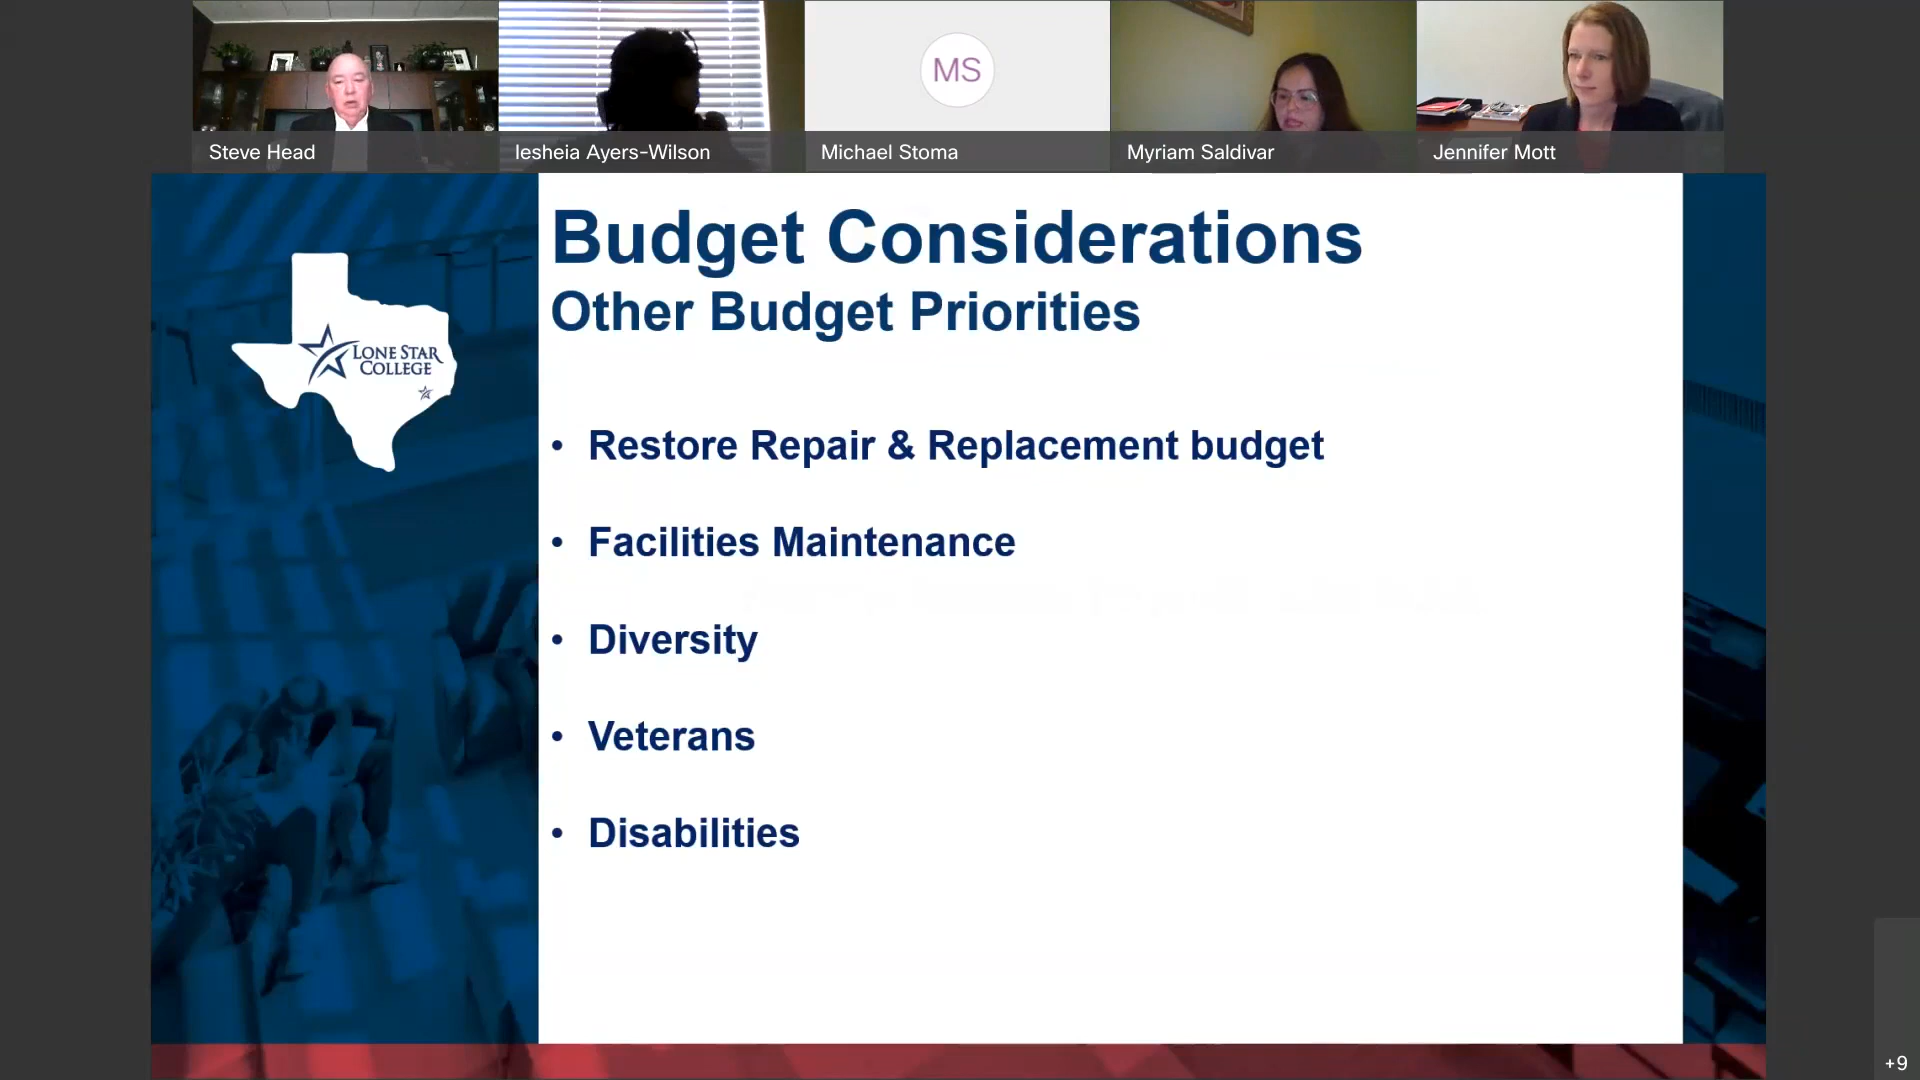 MS
Steve Head
Iesheia Ayers-Wilson
Michael Stoma
Myriam Saldivar
Jennifer Mott
Budget Considerations
Other Budget Priorities
LONE STAR
COLLEGE
• Restore Repair & Replacement budget
• Facilities Maintenance
• Diversity
• Veterans
• Disabilities
+9